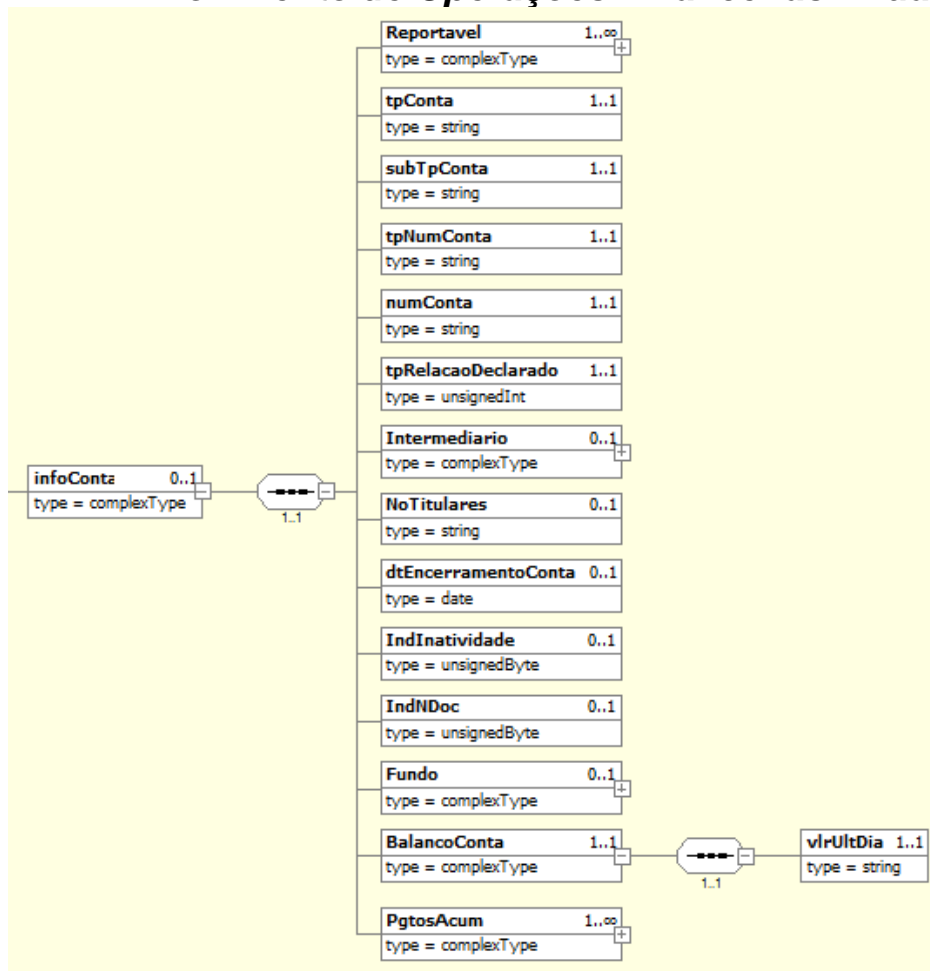 Reportavel 1..∞
type = complexType
tpConta 1..1
type = string
subTpConta 1..1
type = string
tpNumConta 1..1
type = string
numConta 1..1
type = string
tpRelacaoDeclarado 1..1
type = unsignedInt
Intermediario 0..1
type = complexType
infoConta 0..1
type = complexType
1..1
NoTitulares 0..1
type = string
dtEncerramentoConta 0..1
type = date
IndInatividade 0..1
type = unsignedByte
IndNDoc 0..1
type = unsignedByte
Fundo 0..1
type = complexType
BalancoConta 1..1
type = complexType
1..1
vlrUltDia 1..1
type = string
PgtosAcum 1..∞
type = complexType